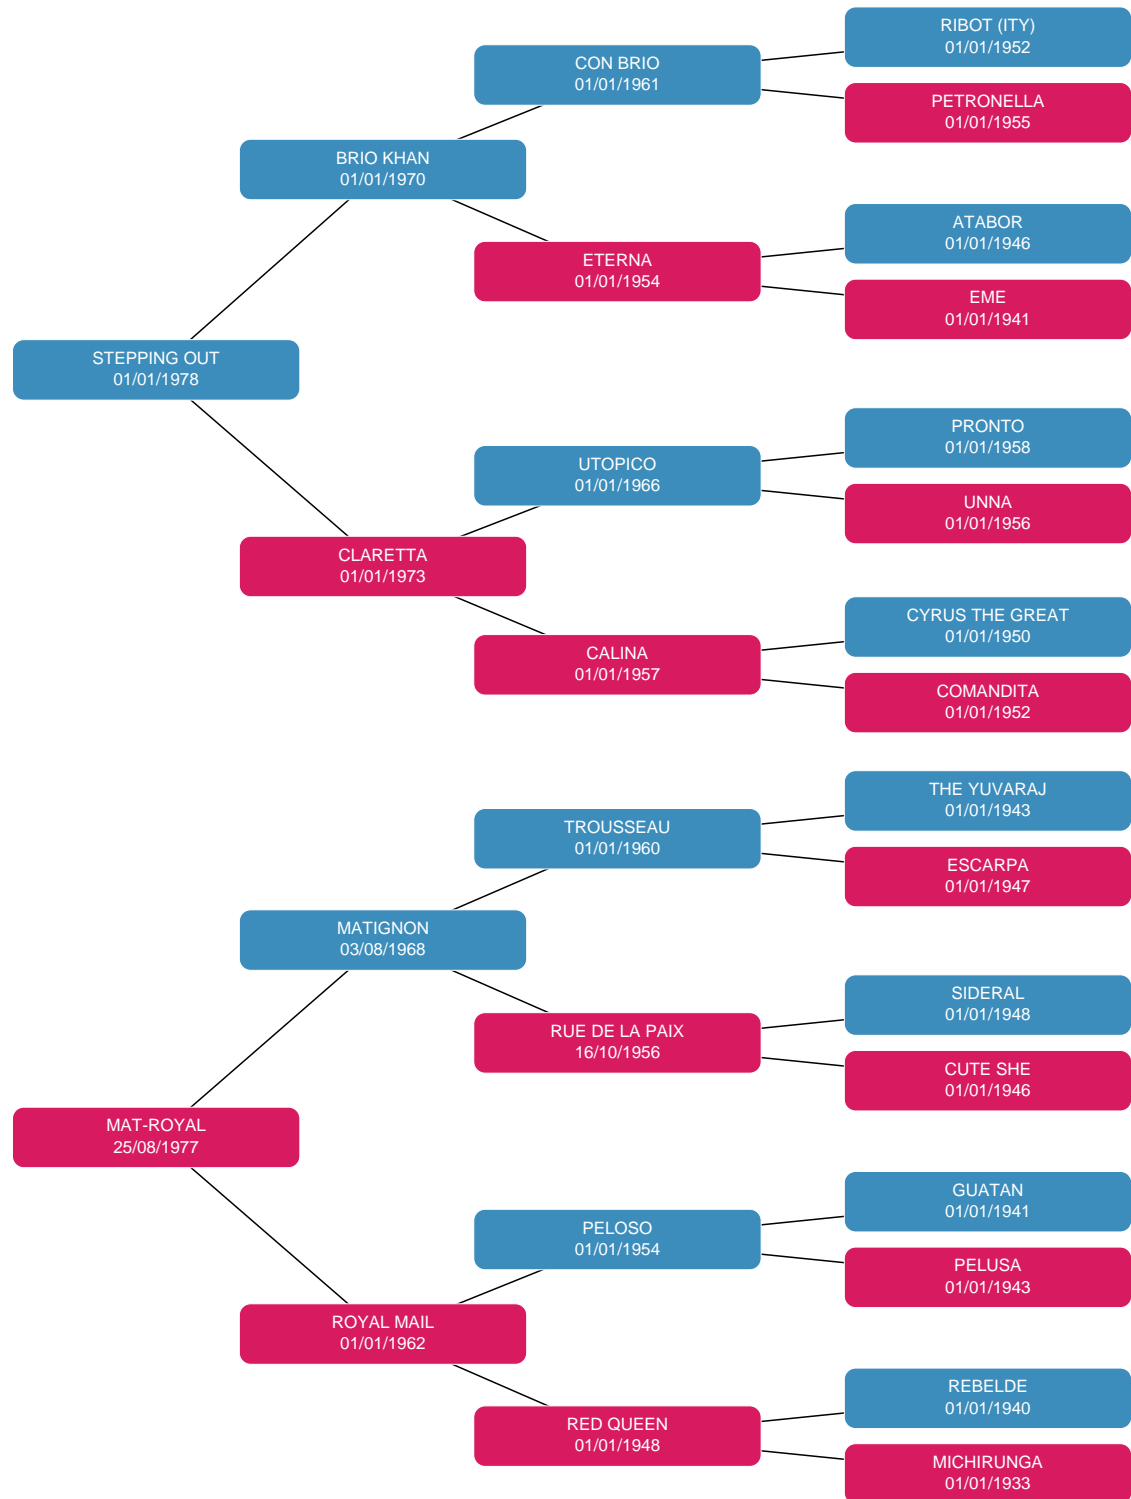 RIBOT (ITY)
01/01/1952
CON BRIO
01/01/1961
PETRONELLA
01/01/1955
BRIO KHAN
01/01/1970
ATABOR
01/01/1946
ETERNA
01/01/1954
EME
01/01/1941
STEPPING OUT
01/01/1978
PRONTO
01/01/1958
UTOPICO
01/01/1966
UNNA
01/01/1956
CLARETTA
01/01/1973
CYRUS THE GREAT
01/01/1950
CALINA
01/01/1957
COMANDITA
01/01/1952
THE YUVARAJ
01/01/1943
TROUSSEAU
01/01/1960
ESCARPA
01/01/1947
MATIGNON
03/08/1968
SIDERAL
01/01/1948
RUE DE LA PAIX
16/10/1956
CUTE SHE
01/01/1946
MAT-ROYAL
25/08/1977
GUATAN
01/01/1941
PELOSO
01/01/1954
PELUSA
01/01/1943
ROYAL MAIL
01/01/1962
REBELDE
01/01/1940
RED QUEEN
01/01/1948
MICHIRUNGA
01/01/1933